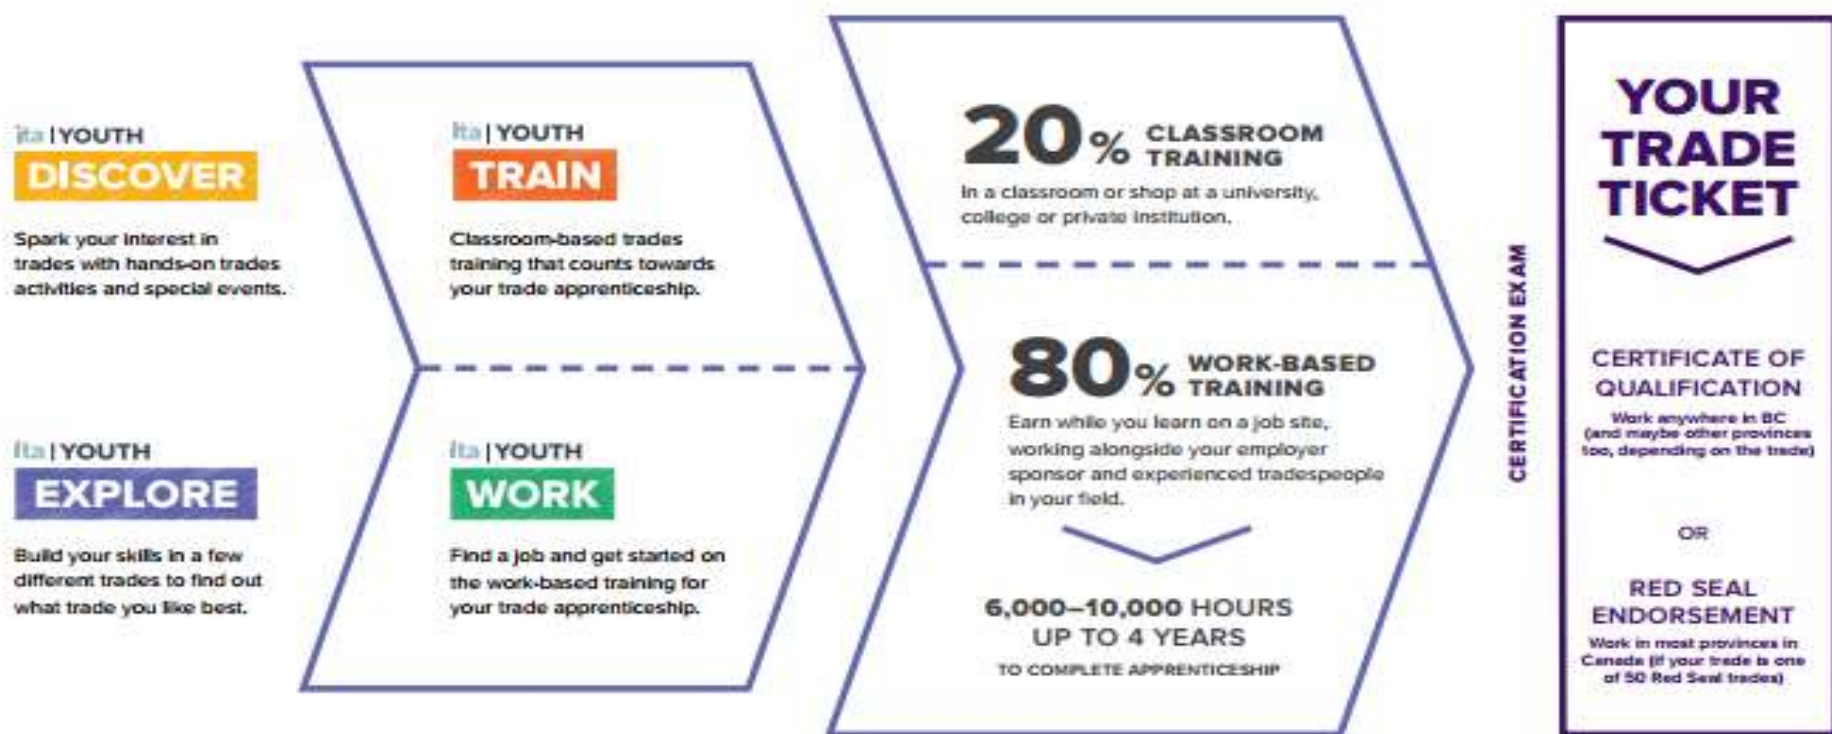 ita | YOUTH
DISCOVER
Spark your interest in
trades with hands-on trades
activities and special events.
ita | YOUTH
EXPLORE
Build your skills in a few
different trades to find out
what trade you like best.
ita | YOUTH
TRAIN
Classroom-based trades
training that counts towards
your trade apprenticeship.
ita | YOUTH
WORK
Find a job and get started on
the work-based training for
your trade apprenticeship.
20% CLASSROOM
TRAINING
In a classroom or shop at a university,
college or private institution.
80% WORK-BASED
TRAINING
Earn while you learn on a job site,
working alongside your employer
sponsor and experienced tradespeople
in your field.
6,000–10,000 HOURS
UP TO 4 YEARS
TO COMPLETE APPRENTICESHIP
CERTIFICATION EXAM
YOUR
TRADE
TICKET
CERTIFICATE OF
QUALIFICATION
Work anywhere in BC
(and maybe other provinces
too, depending on the trade)
OR
RED SEAL
ENDORSEMENT
Work in most provinces in
Canada (if your trade is one
of 50 Red Seal trades)